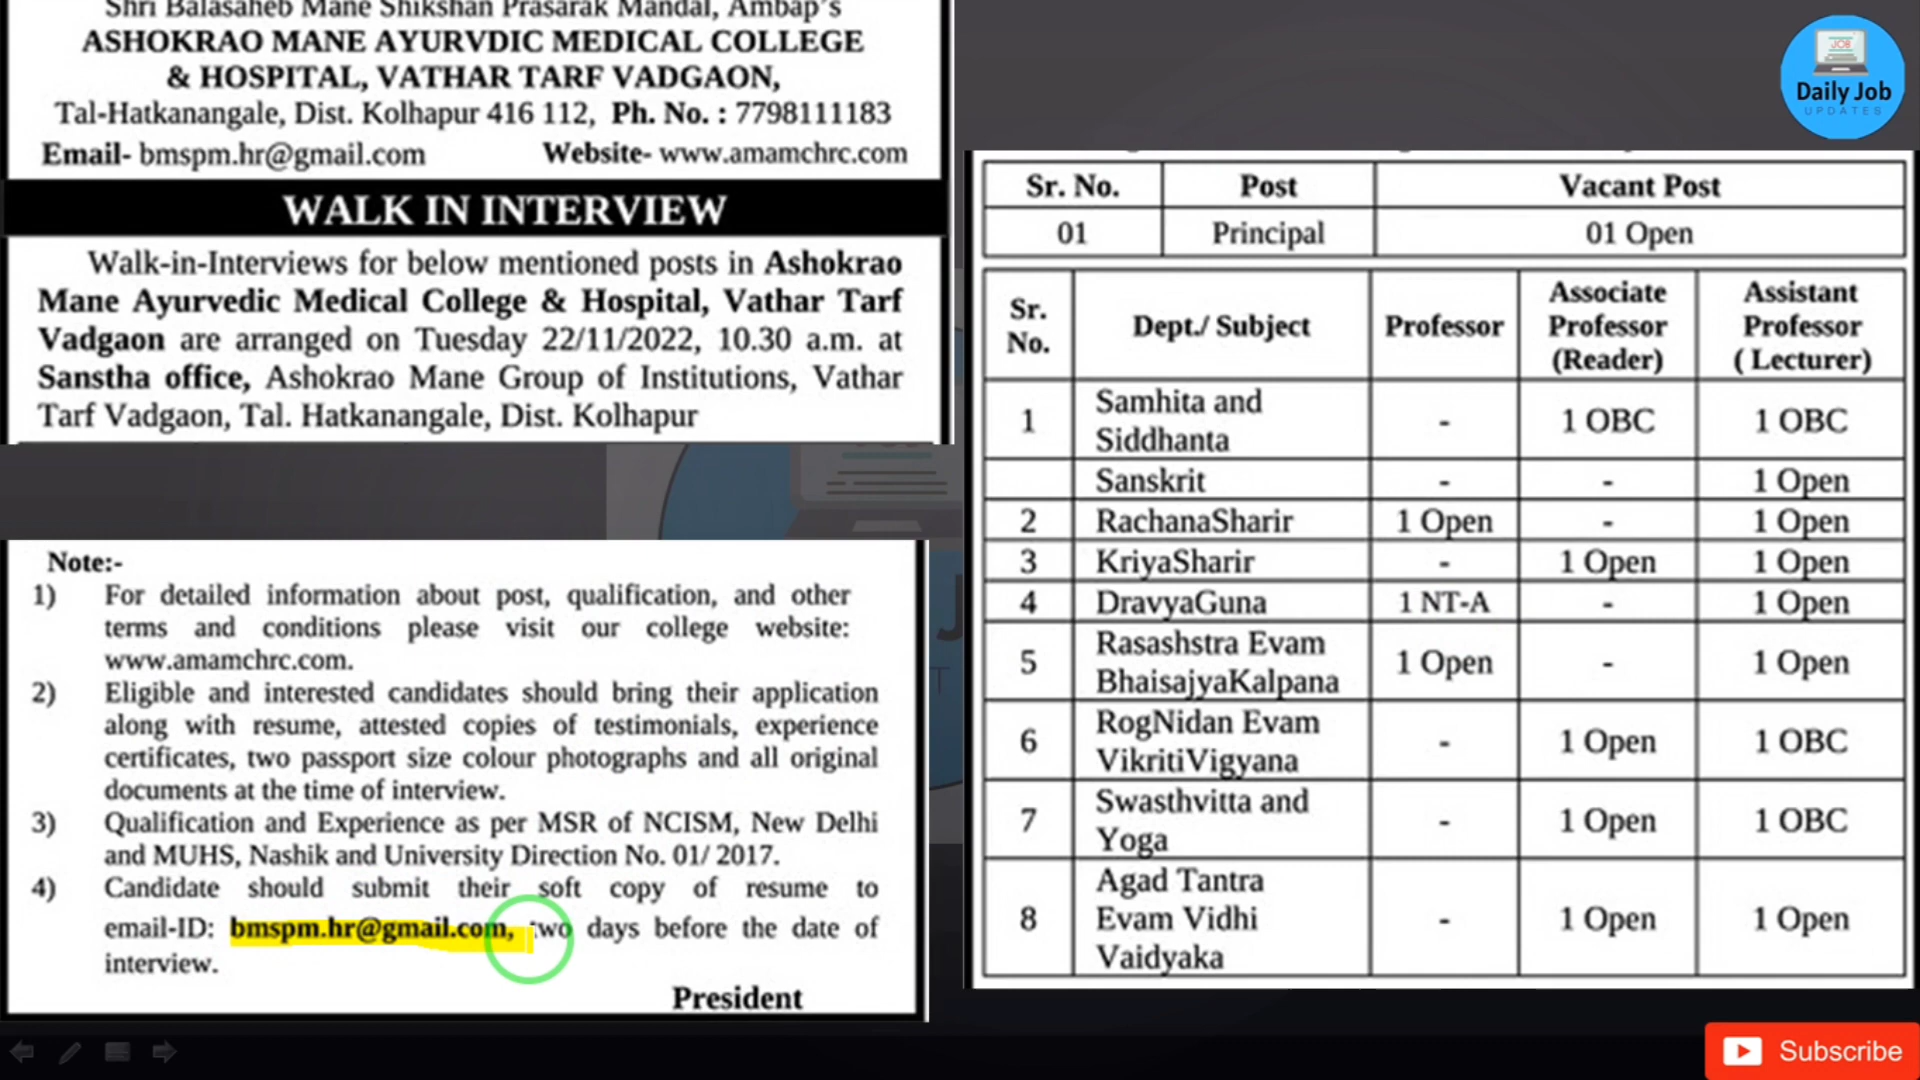 Shri Balasaheb Mane Shikshan Prasarak Mandal, Ambap's
ASHOKRAO MANE AYURVDIC MEDICAL COLLEGE
& HOSPITAL, VATHAR TARF VADGAON,
Tal-Hatkanangale, Dist. Kolhapur 416 112, Ph. No. : 7798111183
Email- bmspm.hr@gmail.com Website- www.amamchrc.com
WALK IN INTERVIEW
Walk-in-Interviews for below mentioned posts in Ashokrao
Mane Ayurvedic Medical College & Hospital, Vathar Tarf
Vadgaon are arranged on Tuesday 22/11/2022, 10.30 a.m. at
Sanstha office, Ashokrao Mane Group of Institutions, Vathar
Tarf Vadgaon, Tal. Hatkanangale, Dist. Kolhapur
Note:-
1) For detailed information about post, qualification, and other
terms and conditions please visit our college website:
www.amamchrc.com.
2) Eligible and interested candidates should bring their application
along with resume, attested copies of testimonials, experience
certificates, two passport size colour photographs and all original
documents at the time of interview.
3) Qualification and Experience as per MSR of NCISM, New Delhi
and MUHS, Nashik and University Direction No. 01/ 2017.
4) Candidate should submit their soft copy of resume to
email-ID: bmspm.hr@gmail.com, two days before the date of
interview.
President
Daily Job
UPDATES
Sr. No. Post Vacant Post
01 Principal 01 Open
Sr. No. Dept./ Subject Professor Associate Professor (Reader) Assistant Professor ( Lecturer)
1 Samhita and Siddhanta - 1 OBC 1 OBC
Sanskrit - - 1 Open
2 RachanaSharir 1 Open - 1 Open
3 KriyaSharir - 1 Open 1 Open
4 DravyaGuna 1 NT-A - 1 Open
5 Rasashstra Evam BhaisajyaKalpana 1 Open - 1 Open
6 RogNidan Evam VikritiVigyana - 1 Open 1 OBC
7 Swasthvitta and Yoga - 1 Open 1 OBC
8 Agad Tantra Evam Vidhi Vaidyaka - 1 Open 1 Open
Subscribe